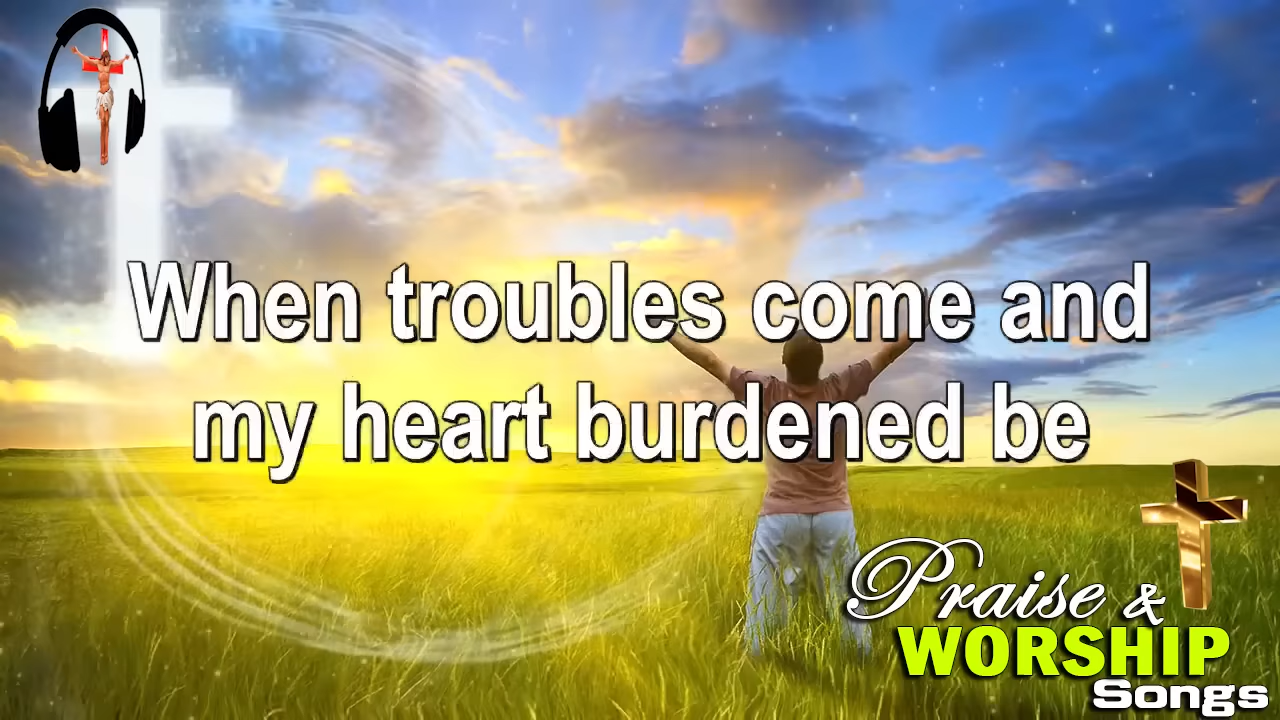 When troubles come and
my heart burdened be
Praise &
WORSHIP
Songs